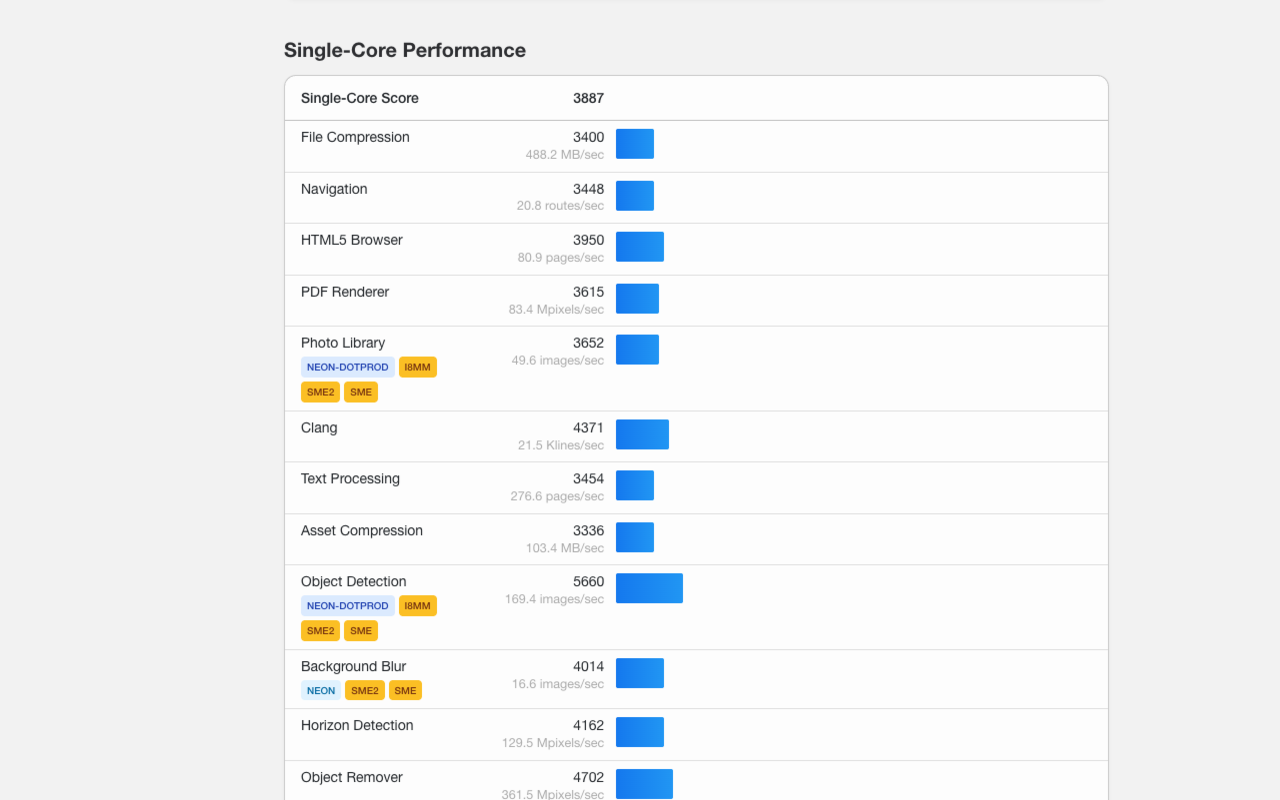 Single-Core Performance
Single-Core Score 3887
File Compression 3400
488.2 MB/sec
Navigation 3448
20.8 routes/sec
HTML5 Browser 3950
80.9 pages/sec
PDF Renderer 3615
83.4 Mpixels/sec
Photo Library 3652
49.6 images/sec
NEON-DOTPROD I8MM
SME2 SME
Clang 4371
21.5 Klines/sec
Text Processing 3454
276.6 pages/sec
Asset Compression 3336
103.4 MB/sec
Object Detection 5660
169.4 images/sec
NEON-DOTPROD I8MM
SME2 SME
Background Blur 4014
16.6 images/sec
NEON SME2 SME
Horizon Detection 4162
129.5 Mpixels/sec
Object Remover 4702
361.5 Mpixels/sec